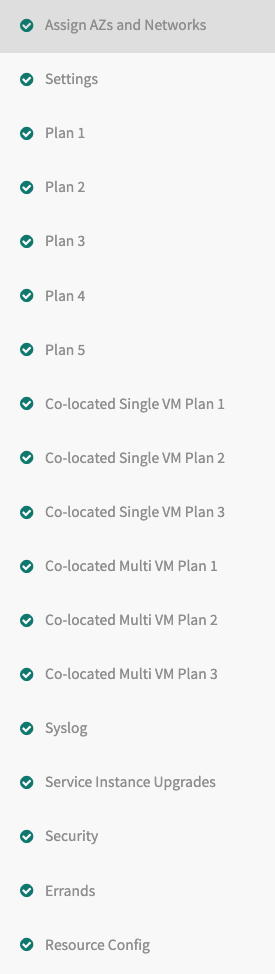 Assign AZs and Networks
Settings
Plan 1
Plan 2
Plan 3
Plan 4
Plan 5
Co-located Single VM Plan 1
Co-located Single VM Plan 2
Co-located Single VM Plan 3
Co-located Multi VM Plan 1
Co-located Multi VM Plan 2
Co-located Multi VM Plan 3
Syslog
Service Instance Upgrades
Security
Errands
Resource Config